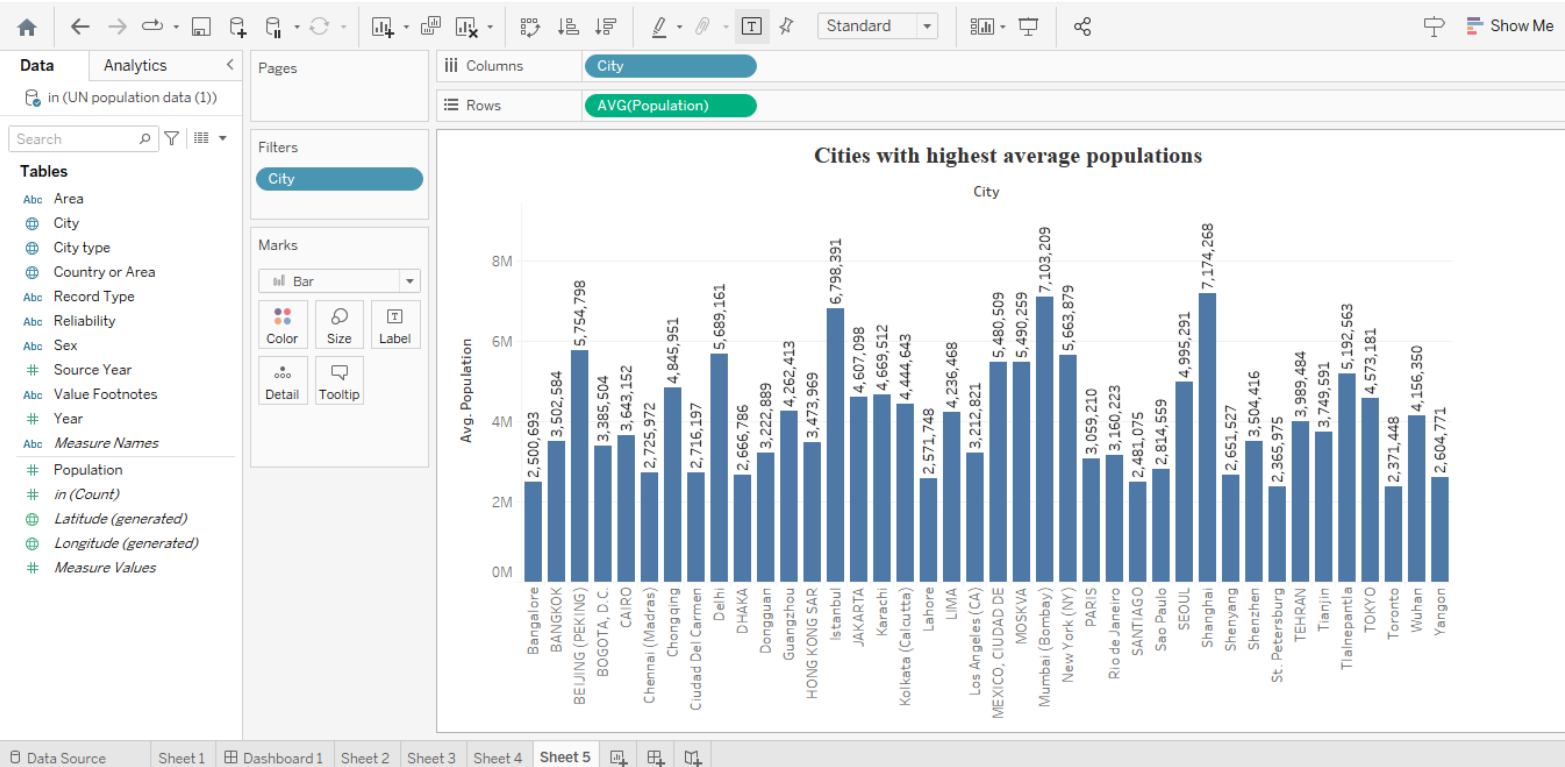 Standard
Show Me
Data
Analytics
in (UN population data (1))
Search
Tables
Abc Area
City
City type
Country or Area
Abc Record Type
Abc Reliability
Abc Sex
# Source Year
Abc Value Footnotes
# Year
Abc Measure Names
# Population
# in (Count)
Latitude (generated)
Longitude (generated)
# Measure Values
Pages
Filters
City
Marks
Bar
Color
Size
T
Label
Detail
Tooltip
iii Columns
City
Rows
AVG(Population)
Cities with highest average populations
City
Avg. Population
8M
6M
4M
2M
0M
2,500,693
3,502,584
5,754,798
3,385,504
3,643,152
2,725,972
4,845,951
2,716,197
5,689,161
2,666,786
3,222,889
4,262,413
3,473,969
6,798,391
4,607,098
4,669,512
4,444,643
2,571,748
4,236,468
3,212,821
5,480,509
5,490,259
7,103,209
5,663,879
3,059,210
3,160,223
2,481,075
2,814,559
4,995,291
7,174,268
2,651,527
3,504,416
2,365,975
3,989,484
3,749,591
5,192,563
4,573,181
2,371,448
4,156,350
2,604,771
Bangalore
BANGKOK
BEIJING (PEKING)
BOGOTA, D.C.
CAIRO
Chennai (Madras)
Chongqing
Ciudad Del Carmen
Delhi
DHAKA
Dongguan
Guangzhou
HONG KONG SAR
Istanbul
JAKARTA
Karachi
Kolkata (Calcutta)
Lahore
LIMA
Los Angeles (CA)
MEXICO, CIUDAD DE
MOSKVA
Mumbai (Bombay)
New York (NY)
PARIS
Rio de Janeiro
SANTIAGO
Sao Paulo
SEOUL
Shanghai
Shenyang
Shenzhen
St. Petersburg
TEHRAN
Tianjin
Tlalnepantla
TOKYO
Toronto
Wuhan
Yangon
Data Source
Sheet 1
Dashboard 1
Sheet 2
Sheet 3
Sheet 4
Sheet 5